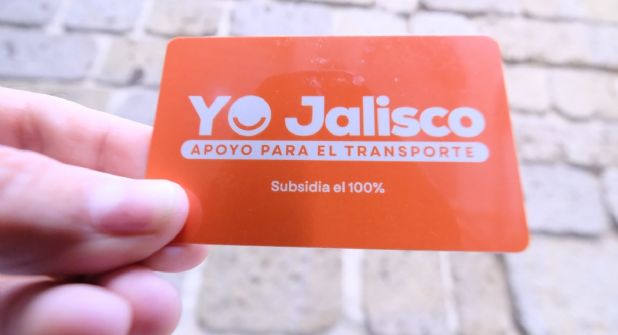 YO Jalisco
APOYO PARA EL TRANSPORTE
Subsidia el 100%